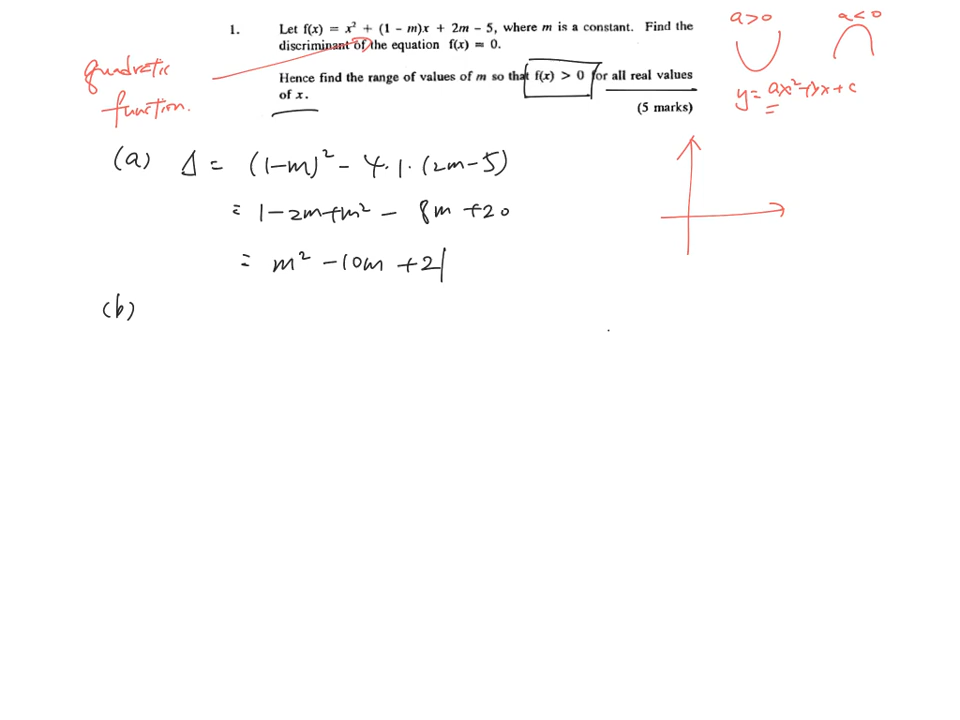 1. Let f(x) = x² + (1 - m)x + 2m - 5, where m is a constant. Find the
discriminant of the equation f(x) = 0.
Hence find the range of values of m so that f(x) > 0 for all real values
of x.
(5 marks)
quadratic
function.
a>0
a<0
y= ax²+bx+c
(a) Δ = (1-m)² - 4·1·(2m-5)
= 1-2m+m² - 8m +20
= m² -10m +21
(b)